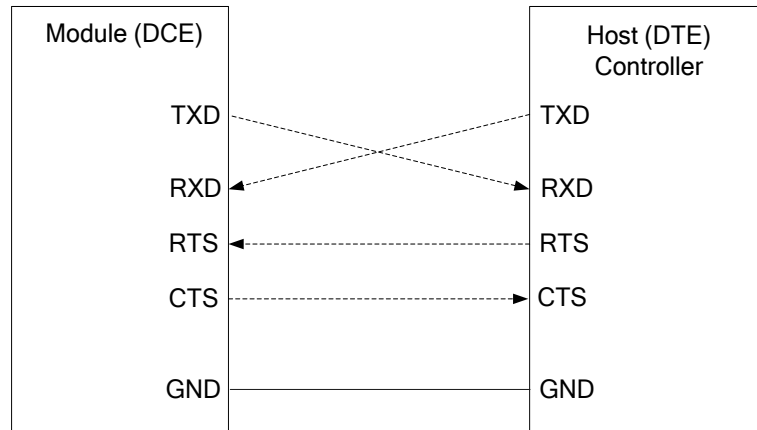 Module (DCE)
Host (DTE)
Controller
TXD
TXD
RXD
RXD
RTS
RTS
CTS
CTS
GND
GND